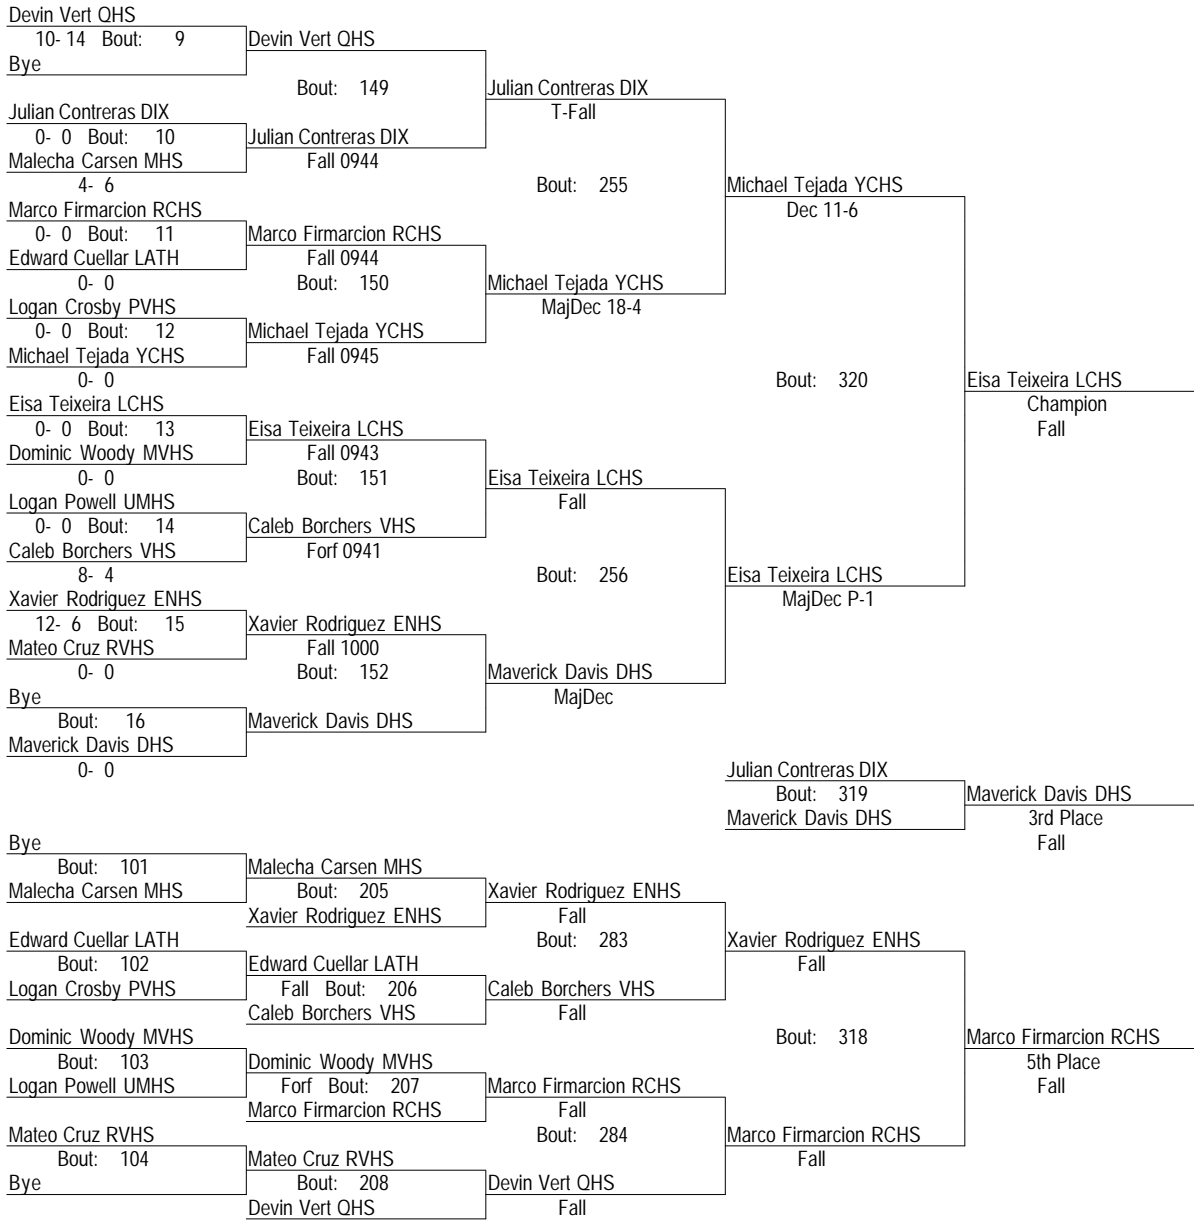 Devin Vert QHS
10- 14 Bout: 9 Devin Vert QHS
Bye
Bout: 149 Julian Contreras DIX
Julian Contreras DIX T-Fall
0- 0 Bout: 10 Julian Contreras DIX
Malecha Carsen MHS Fall 0944
4- 6 Bout: 255 Michael Tejada YCHS
Marco Firmarcion RCHS Dec 11-6
0- 0 Bout: 11 Marco Firmarcion RCHS
Edward Cuellar LATH Fall 0944
0- 0 Bout: 150 Michael Tejada YCHS
Logan Crosby PVHS MajDec 18-4
0- 0 Bout: 12 Michael Tejada YCHS
Michael Tejada YCHS Fall 0945
0- 0 Bout: 320 Eisa Teixeira LCHS
Eisa Teixeira LCHS Champion
0- 0 Bout: 13 Eisa Teixeira LCHS Fall
Dominic Woody MVHS Fall 0943
0- 0 Bout: 151 Eisa Teixeira LCHS
Logan Powell UMHS Fall
0- 0 Bout: 14 Caleb Borchers VHS
Caleb Borchers VHS Forf 0941
8- 4 Bout: 256 Eisa Teixeira LCHS
Xavier Rodriguez ENHS MajDec P-1
12- 6 Bout: 15 Xavier Rodriguez ENHS
Mateo Cruz RVHS Fall 1000
0- 0 Bout: 152 Maverick Davis DHS
Bye MajDec
Bout: 16 Maverick Davis DHS
Maverick Davis DHS
0- 0 Julian Contreras DIX
Bout: 319 Maverick Davis DHS
Maverick Davis DHS 3rd Place
Bye Fall
Bout: 101 Malecha Carsen MHS
Malecha Carsen MHS Bout: 205 Xavier Rodriguez ENHS
Xavier Rodriguez ENHS Fall
Edward Cuellar LATH Bout: 283 Xavier Rodriguez ENHS
Bout: 102 Edward Cuellar LATH Fall
Logan Crosby PVHS Fall Bout: 206 Caleb Borchers VHS
Caleb Borchers VHS Fall
Dominic Woody MVHS Bout: 318 Marco Firmarcion RCHS
Bout: 103 Dominic Woody MVHS 5th Place
Logan Powell UMHS Forf Bout: 207 Marco Firmarcion RCHS Fall
Marco Firmarcion RCHS Fall
Mateo Cruz RVHS Bout: 284 Marco Firmarcion RCHS
Bout: 104 Mateo Cruz RVHS Fall
Bye Bout: 208 Devin Vert QHS
Devin Vert QHS Fall